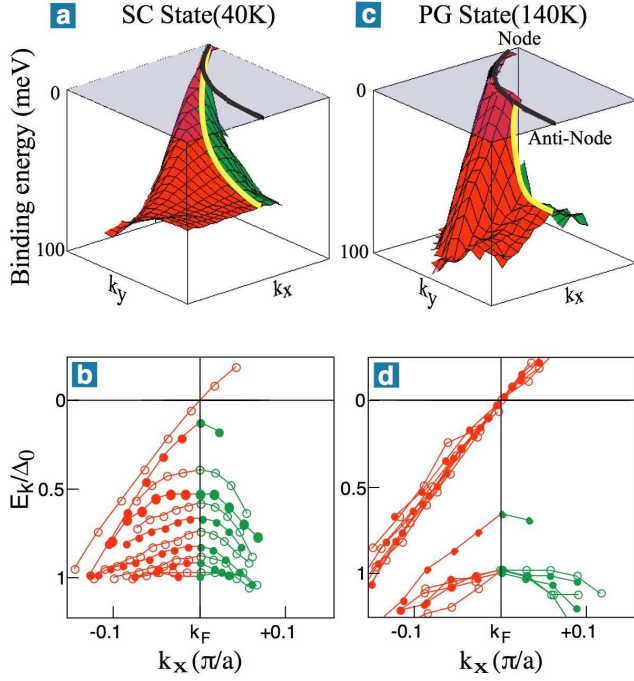 a SC State(40K)
c PG State(140K)
Node
Anti-Node
Binding energy (meV)
0
100
ky
kx
0
100
ky
kx
b
d
Ek/Δ0
0
0.5
1
-0.1
kF
+0.1
kx (π/a)
0
0.5
1
-0.1
kF
+0.1
kx (π/a)